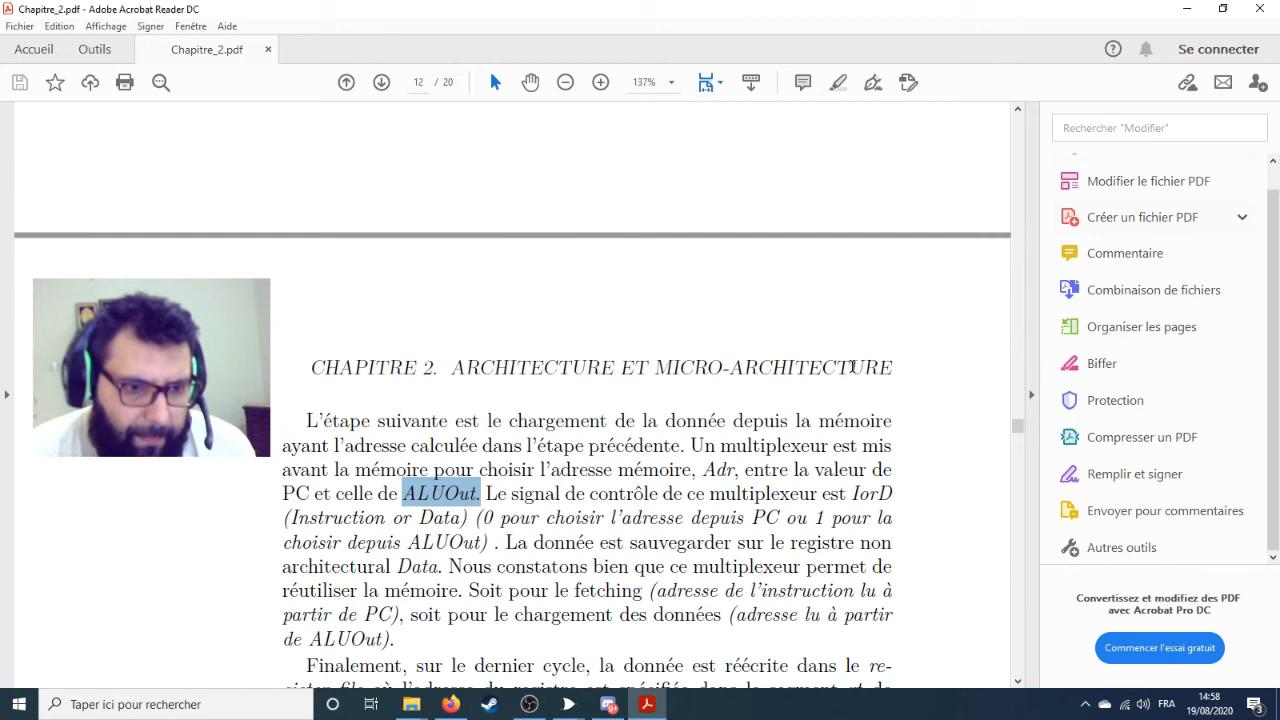 Chapitre_2.pdf - Adobe Acrobat Reader DC
Fichier Edition Affichage Signer Fenêtre Aide
Accueil Outils Chapitre_2.pdf × Se connecter
12 / 20 137%
Rechercher "Modifier"
Modifier le fichier PDF
Créer un fichier PDF
Commentaire
Combinaison de fichiers
Organiser les pages
Biffer
Protection
Compresser un PDF
Remplir et signer
Envoyer pour commentaires
Autres outils
Convertissez et modifiez des PDF
avec Acrobat Pro DC
Commencer l'essai gratuit
CHAPITRE 2. ARCHITECTURE ET MICRO-ARCHITECTURE
L'étape suivante est le chargement de la donnée depuis la mémoire
ayant l'adresse calculée dans l'étape précédente. Un multiplexeur est mis
avant la mémoire pour choisir l'adresse mémoire, Adr, entre la valeur de
PC et celle de ALUOut. Le signal de contrôle de ce multiplexeur est IorD
(Instruction or Data) (0 pour choisir l'adresse depuis PC ou 1 pour la
choisir depuis ALUOut) . La donnée est sauvegarder sur le registre non
architectural Data. Nous constatons bien que ce multiplexeur permet de
réutiliser la mémoire. Soit pour le fetching (adresse de l'instruction lu à
partir de PC), soit pour le chargement des données (adresse lu à partir
de ALUOut).
Finalement, sur le dernier cycle, la donnée est réécrite dans le re-
Taper ici pour rechercher
FRA
14:58
19/08/2020
3